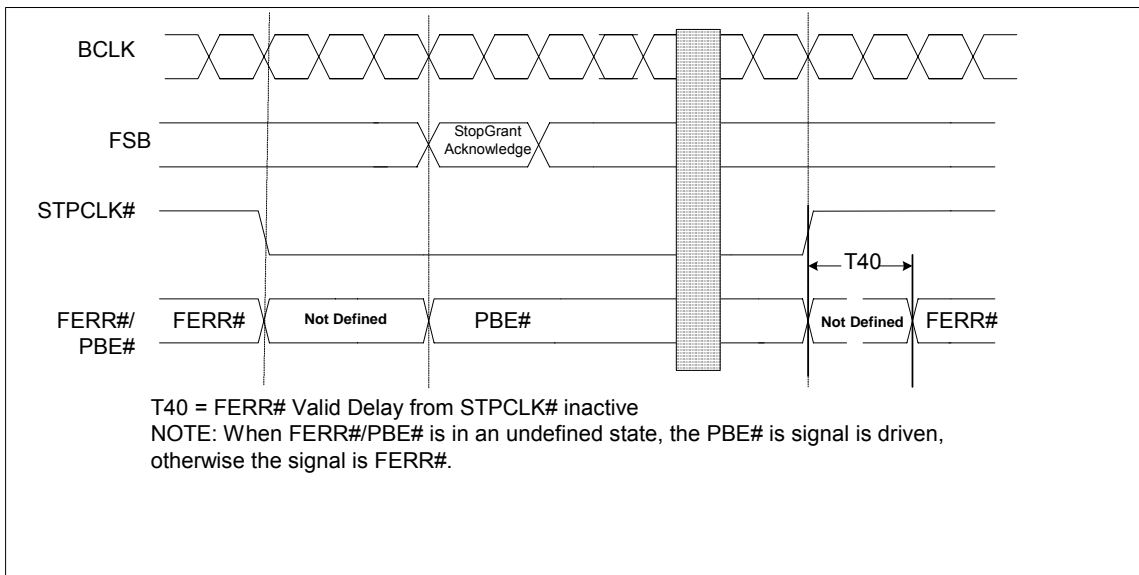 BCLK
FSB
StopGrant
Acknowledge
STPCLK#
T40
FERR#/
PBE#
FERR#
Not Defined
PBE#
Not Defined
FERR#
T40 = FERR# Valid Delay from STPCLK# inactive
NOTE: When FERR#/PBE# is in an undefined state, the PBE# is signal is driven,
otherwise the signal is FERR#.